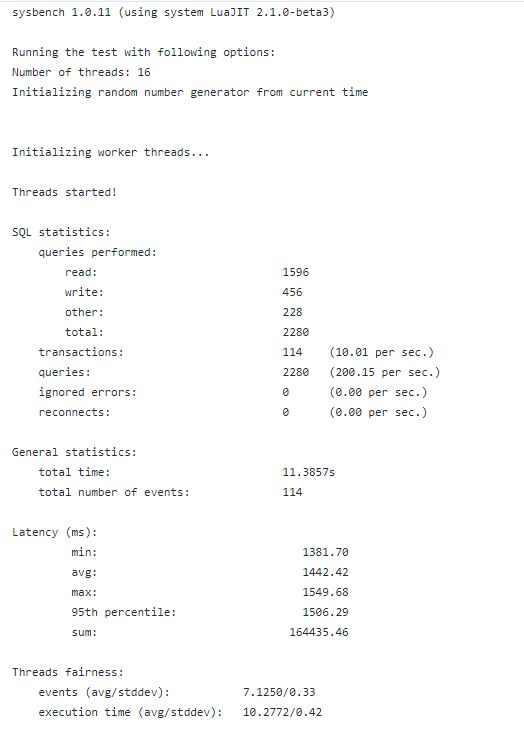 sysbench 1.0.11 (using system LuaJIT 2.1.0-beta3)
Running the test with following options:
Number of threads: 16
Initializing random number generator from current time
Initializing worker threads...
Threads started!
SQL statistics:
queries performed:
read: 1596
write: 456
other: 228
total: 2280
transactions: 114 (10.01 per sec.)
queries: 2280 (200.15 per sec.)
ignored errors: 0 (0.00 per sec.)
reconnects: 0 (0.00 per sec.)
General statistics:
total time: 11.3857s
total number of events: 114
Latency (ms):
min: 1381.70
avg: 1442.42
max: 1549.68
95th percentile: 1506.29
sum: 164435.46
Threads fairness:
events (avg/stddev): 7.1250/0.33
execution time (avg/stddev): 10.2772/0.42